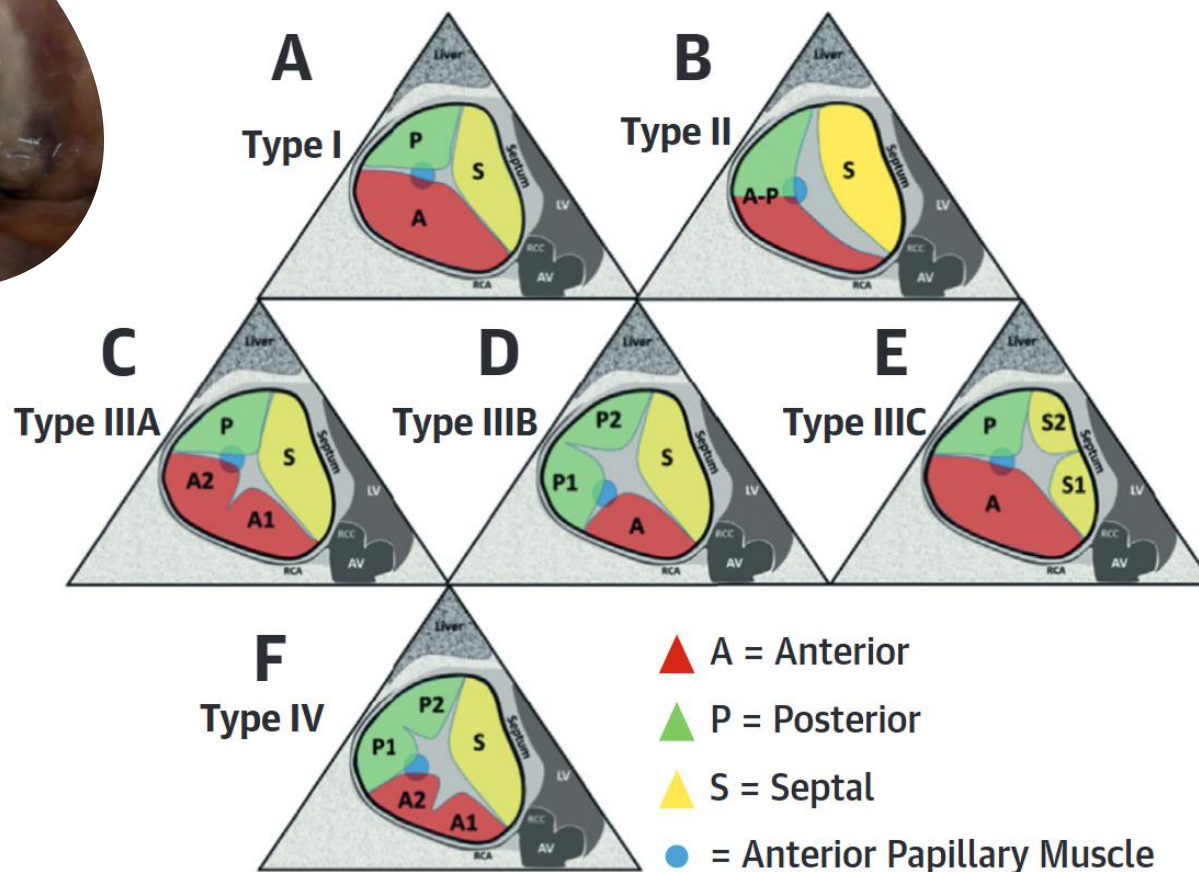 A
Type I
Liver
P
S
A
Septum
LV
RCC
AV
RCA
B
Type II
Liver
S
A-P
Septum
LV
RCC
AV
RCA
C
Type IIIA
Liver
P
S
A2
A1
Septum
LV
RCC
AV
RCA
D
Type IIIB
Liver
P2
S
P1
A
Septum
LV
RCC
AV
RCA
E
Type IIIC
Liver
P
S2
S1
A
Septum
LV
RCC
AV
RCA
F
Type IV
Liver
P2
P1
S
A2
A1
Septum
LV
RCC
AV
RCA
A = Anterior
P = Posterior
S = Septal
= Anterior Papillary Muscle